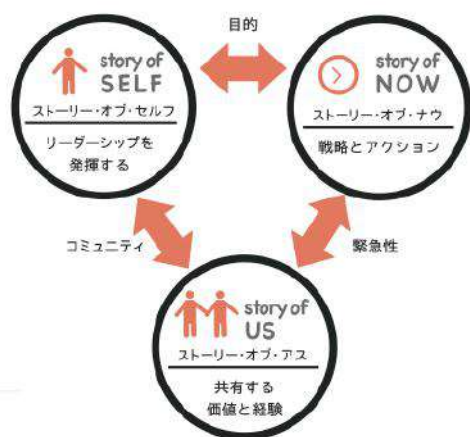 目的
story of
SELF
ストーリー・オブ・セルフ
リーダーシップを
発揮する
story of
NOW
ストーリー・オブ・ナウ
戦略とアクション
コミュニティ
緊急性
story of
US
ストーリー・オブ・アス
共有する
価値と経験